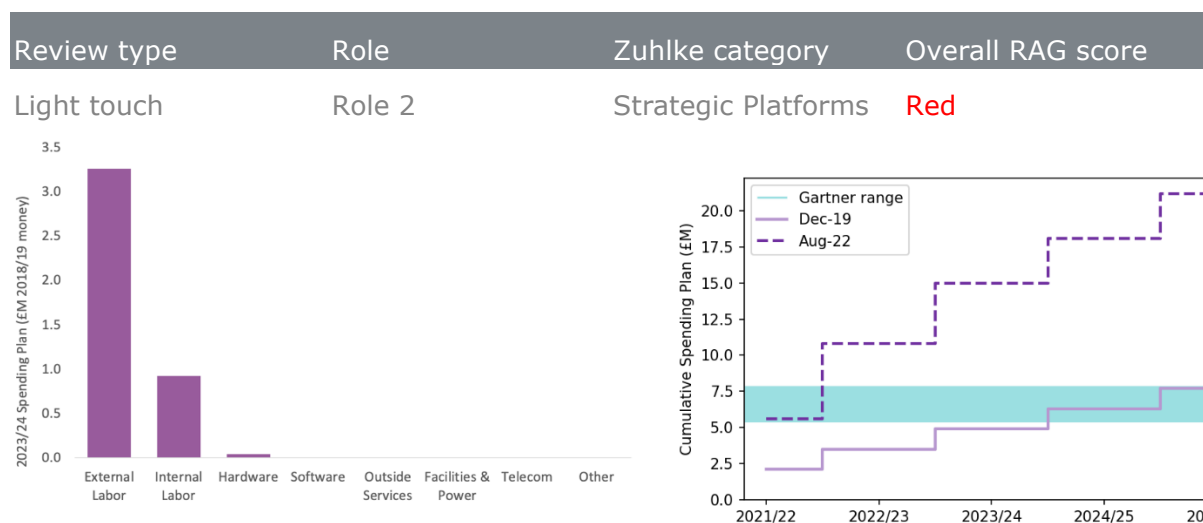 Review type Role Zuhlke category Overall RAG score
Light touch Role 2 Strategic Platforms Red
2023/24 Spending Plan (£M 2018/19 money)
3.5
3.0
2.5
2.0
1.5
1.0
0.5
0.0
External Labor
Internal Labor
Hardware
Software
Outside Services
Facilities & Power
Telecom
Other
Cumulative Spending Plan (£M)
Gartner range
Dec-19
Aug-22
20.0
17.5
15.0
12.5
10.0
7.5
5.0
2.5
0.0
2021/22 2022/23 2023/24 2024/25 20